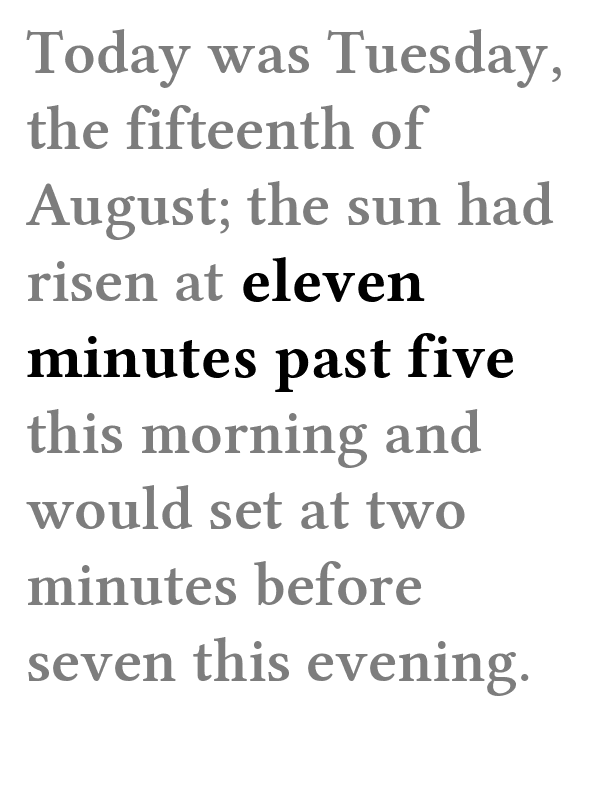 Today was Tuesday,
the fifteenth of
August; the sun had
risen at eleven
minutes past five
this morning and
would set at two
minutes before
seven this evening.